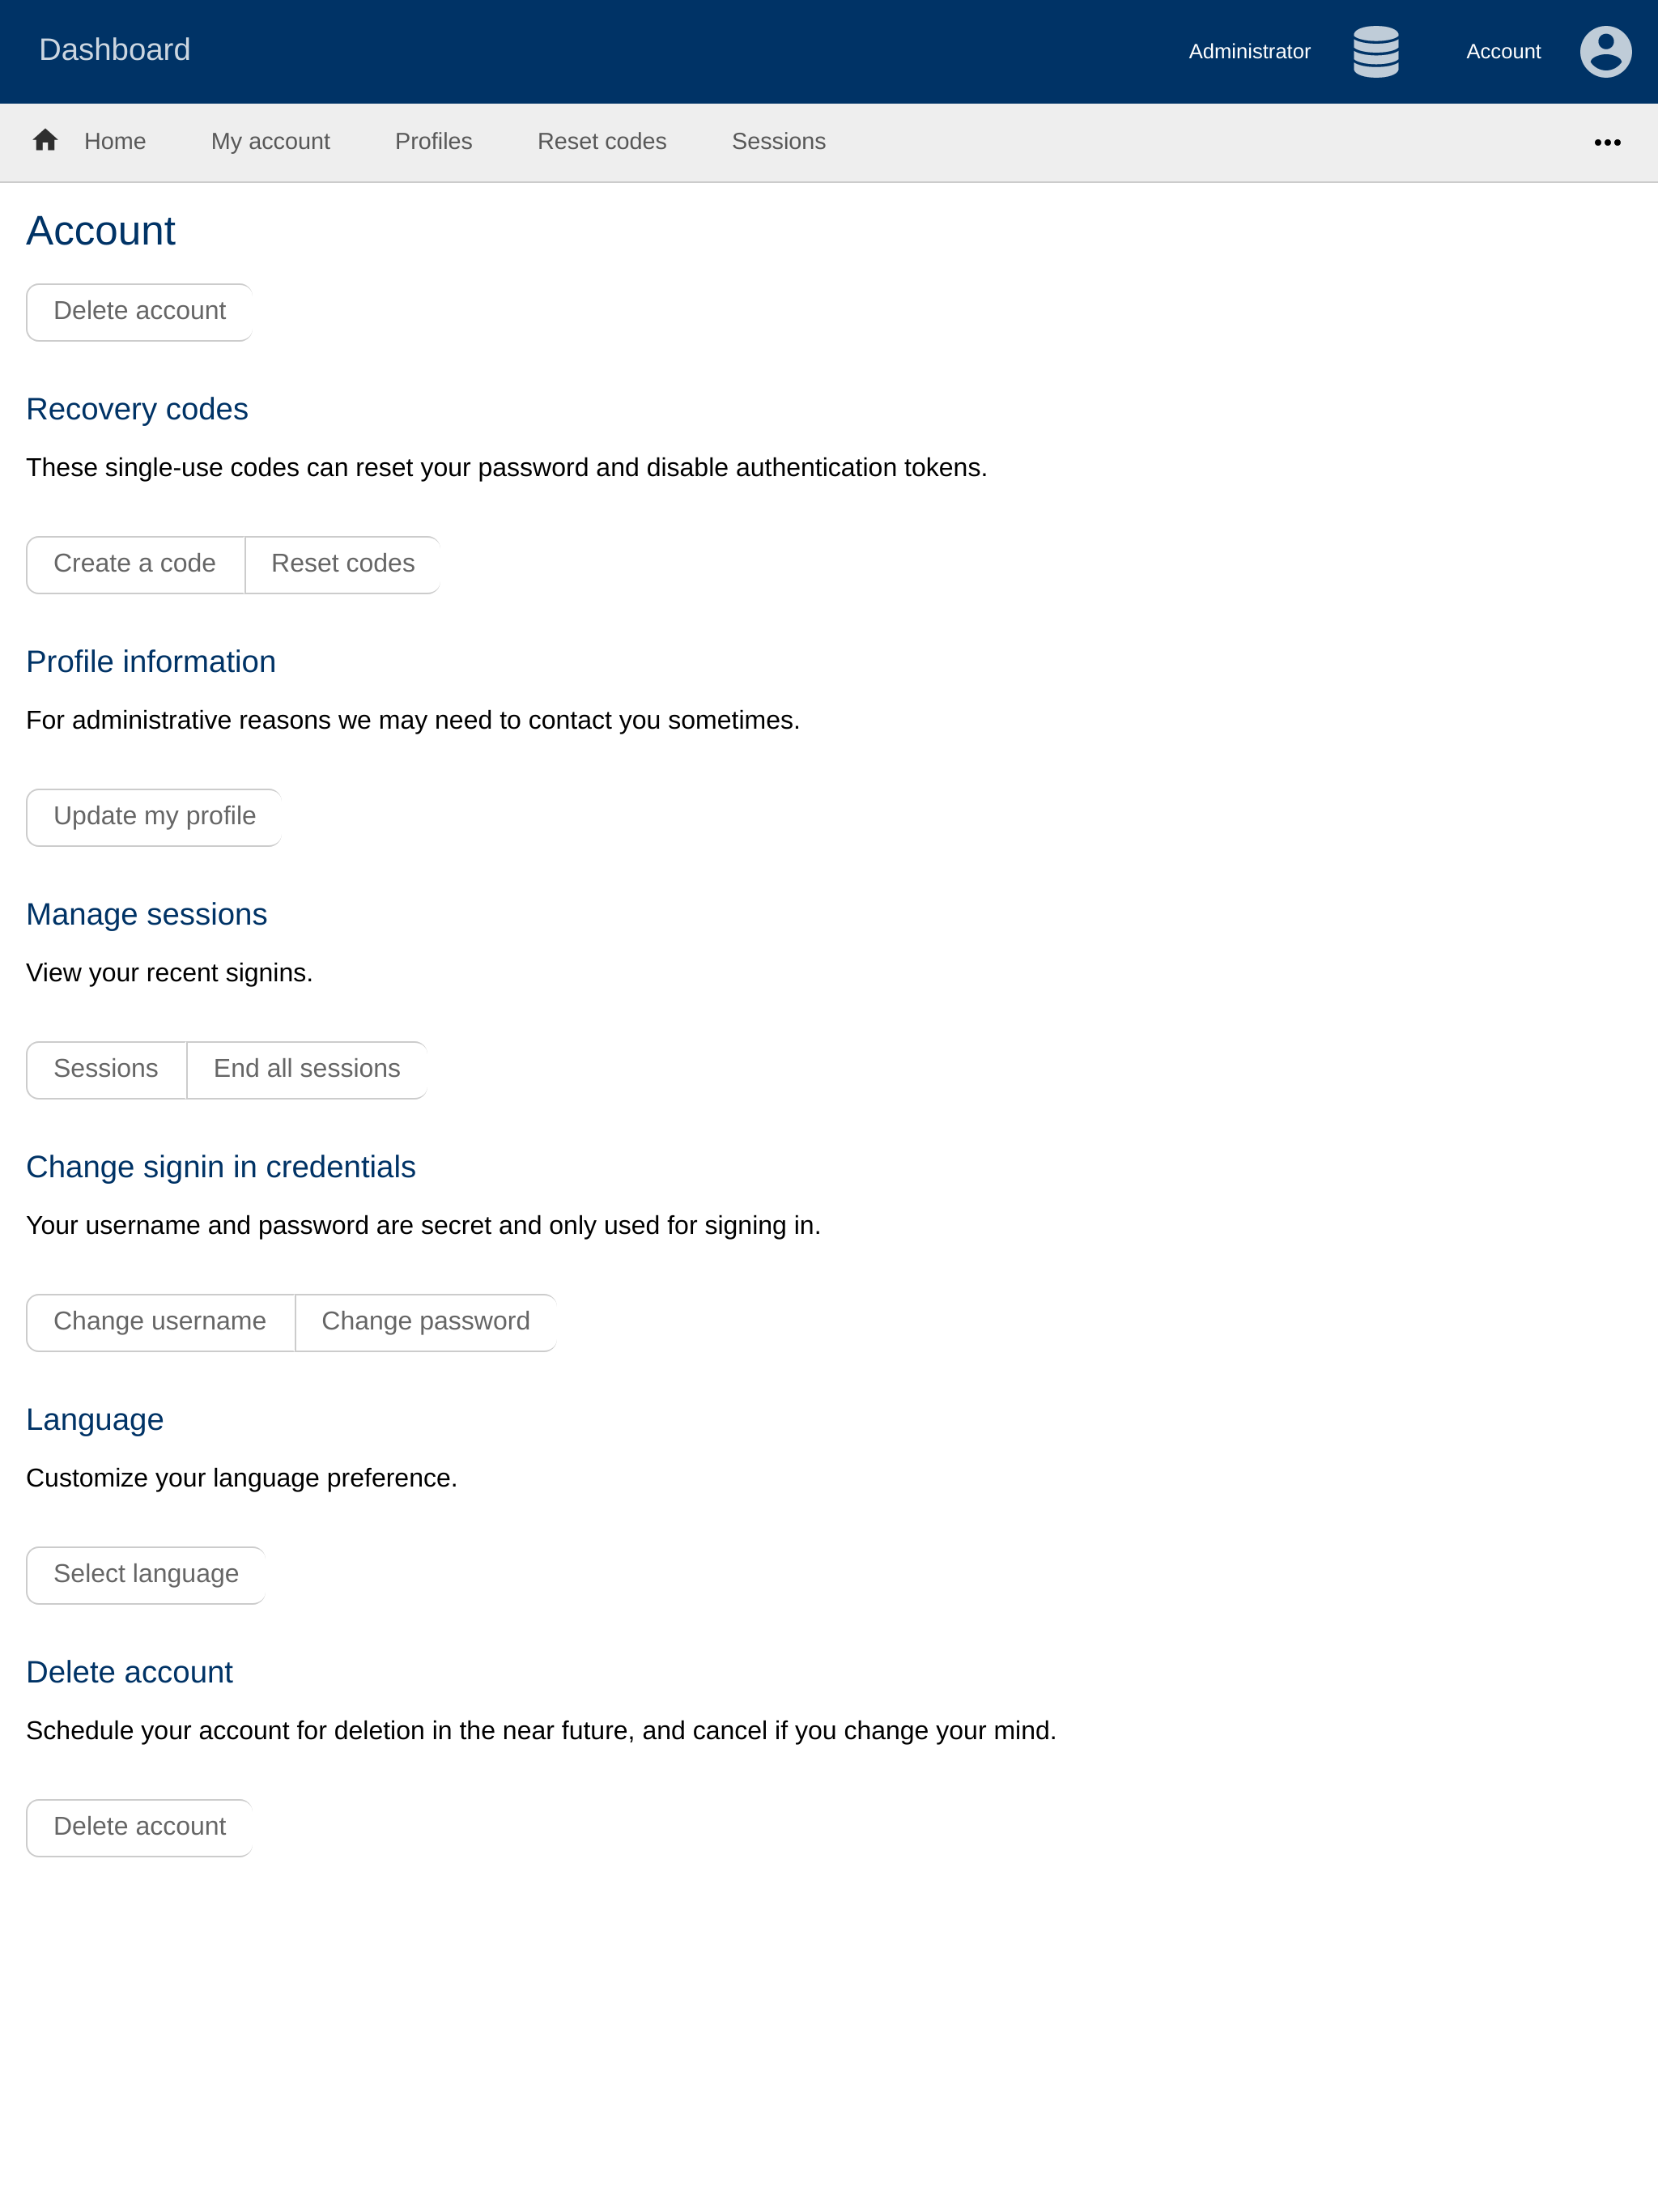 Dashboard
Administrator
Account
Home
My account
Profiles
Reset codes
Sessions
Account
Delete account
Recovery codes
These single-use codes can reset your password and disable authentication tokens.
Create a code
Reset codes
Profile information
For administrative reasons we may need to contact you sometimes.
Update my profile
Manage sessions
View your recent signins.
Sessions
End all sessions
Change signin in credentials
Your username and password are secret and only used for signing in.
Change username
Change password
Language
Customize your language preference.
Select language
Delete account
Schedule your account for deletion in the near future, and cancel if you change your mind.
Delete account